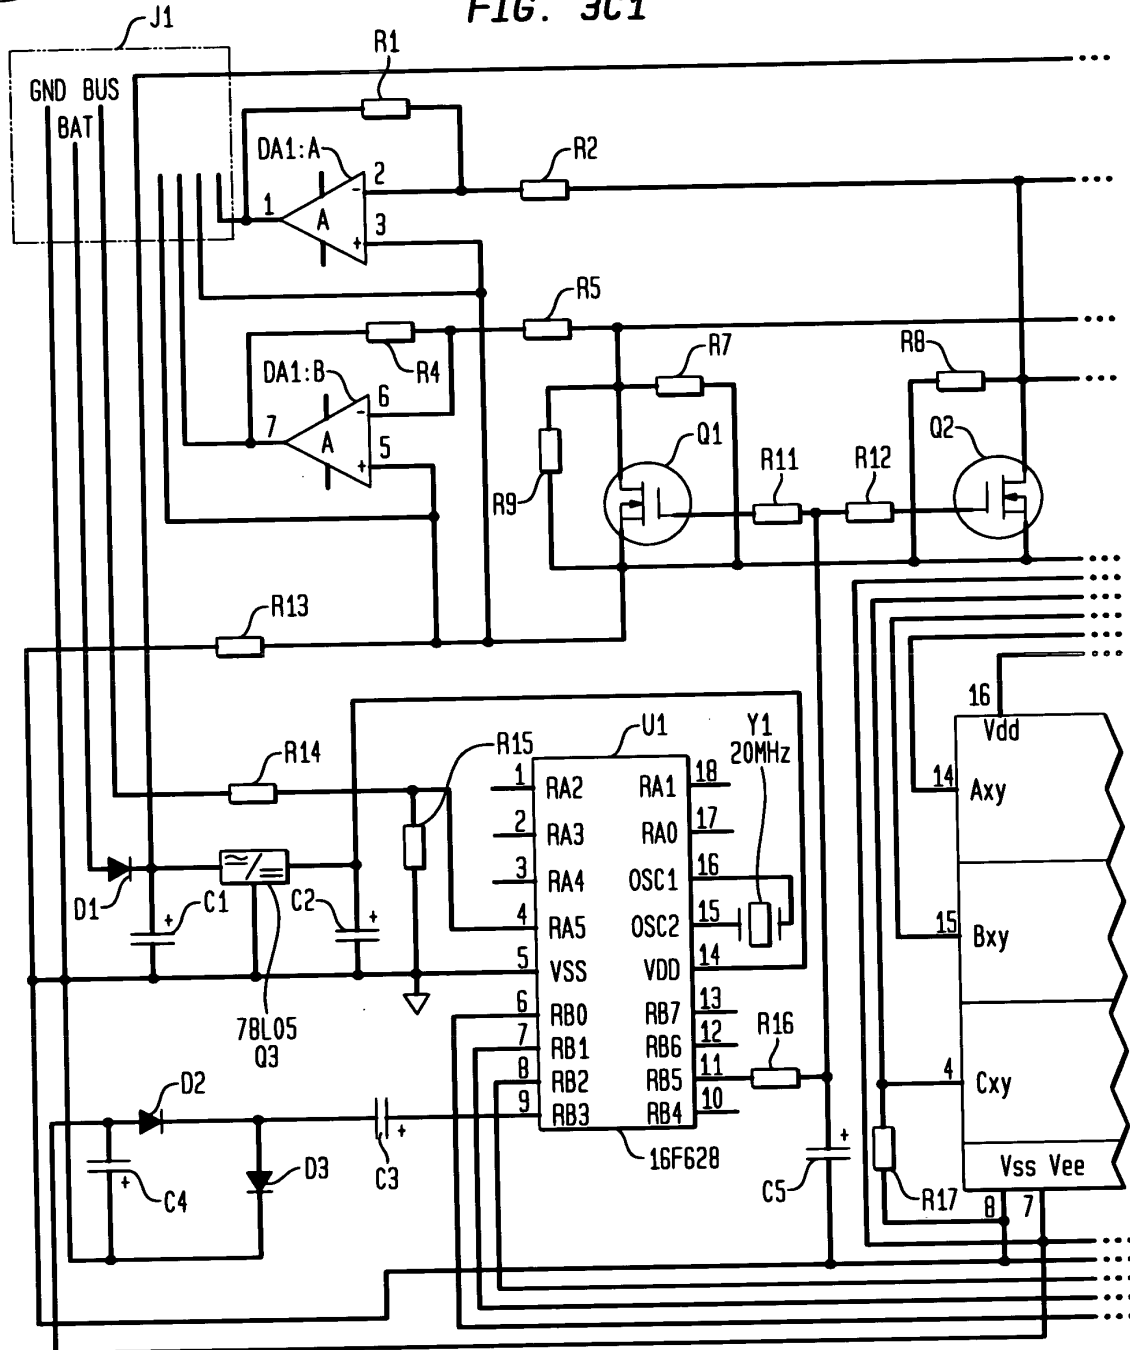 FIG. 3C1
J1
R1
GND BUS
BAT
DA1:A
2
R2
1
A
3
-
+
R5
R4
R7
R8
DA1:B
6
7
A
5
-
+
Q1
Q2
R11
R12
R9
R13
16
Vdd
U1
Y1
20MHz
R15
R14
1 RA2
RA1 18
14 Axy
2 RA3
RA0 17
3 RA4
OSC1 16
D1
C1 +
C2 +
4 RA5
OSC2 15
15 Bxy
5 VSS
VDD 14
78L05
Q3
6 RB0
RB7 13
7 RB1
RB6 12
R16
8 RB2
RB5 11
4 Cxy
9 RB3
RB4 10
D2
C3 +
16F628
D3
C4 +
C5 +
R17
Vss Vee
8 7